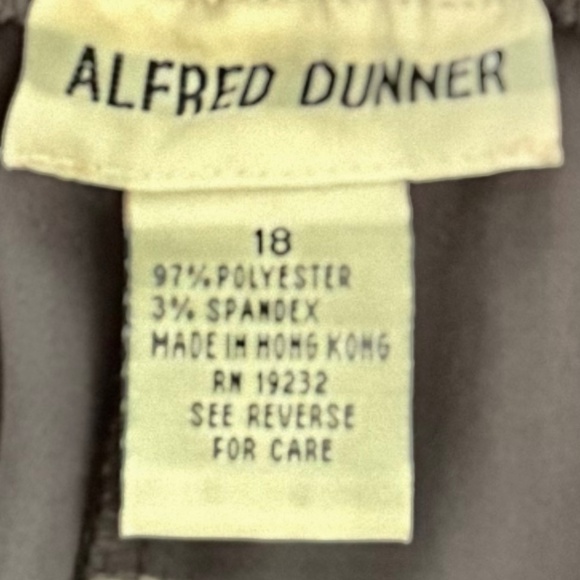 ALFRED DUNNER
18
97% POLYESTER
3% SPANDEX
MADE IN HONG KONG
RN 19232
SEE REVERSE
FOR CARE